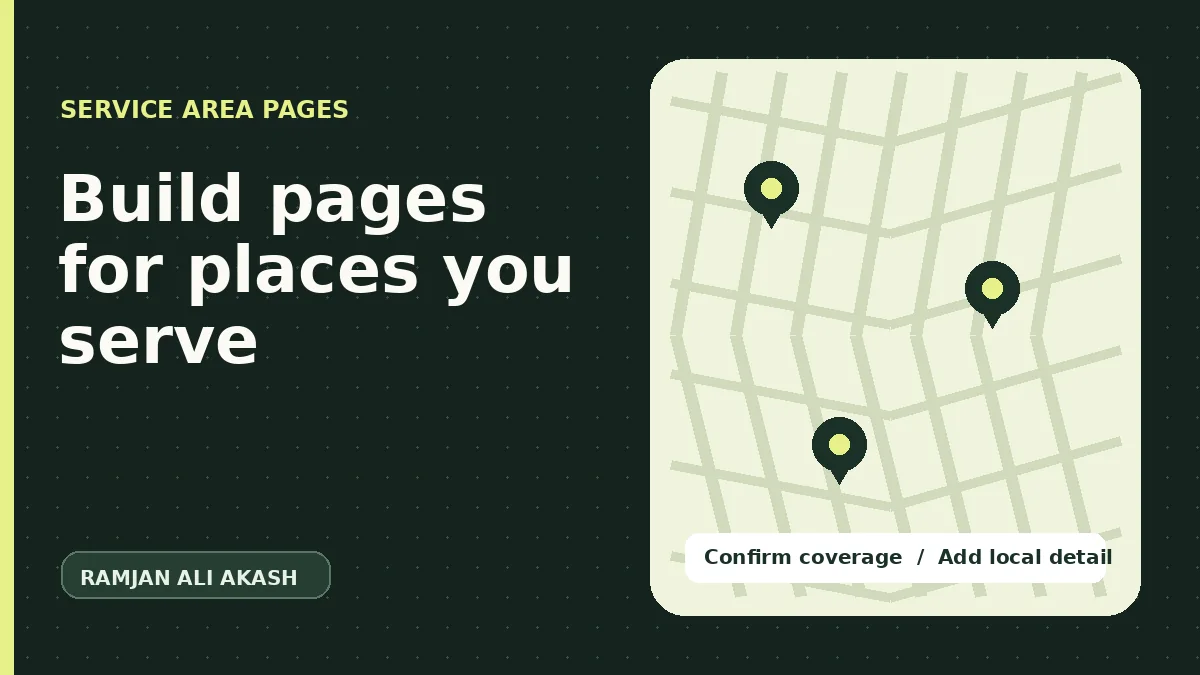 SERVICE AREA PAGES
Build pages
for places you
serve
RAMJAN ALI AKASH
Confirm coverage / Add local detail